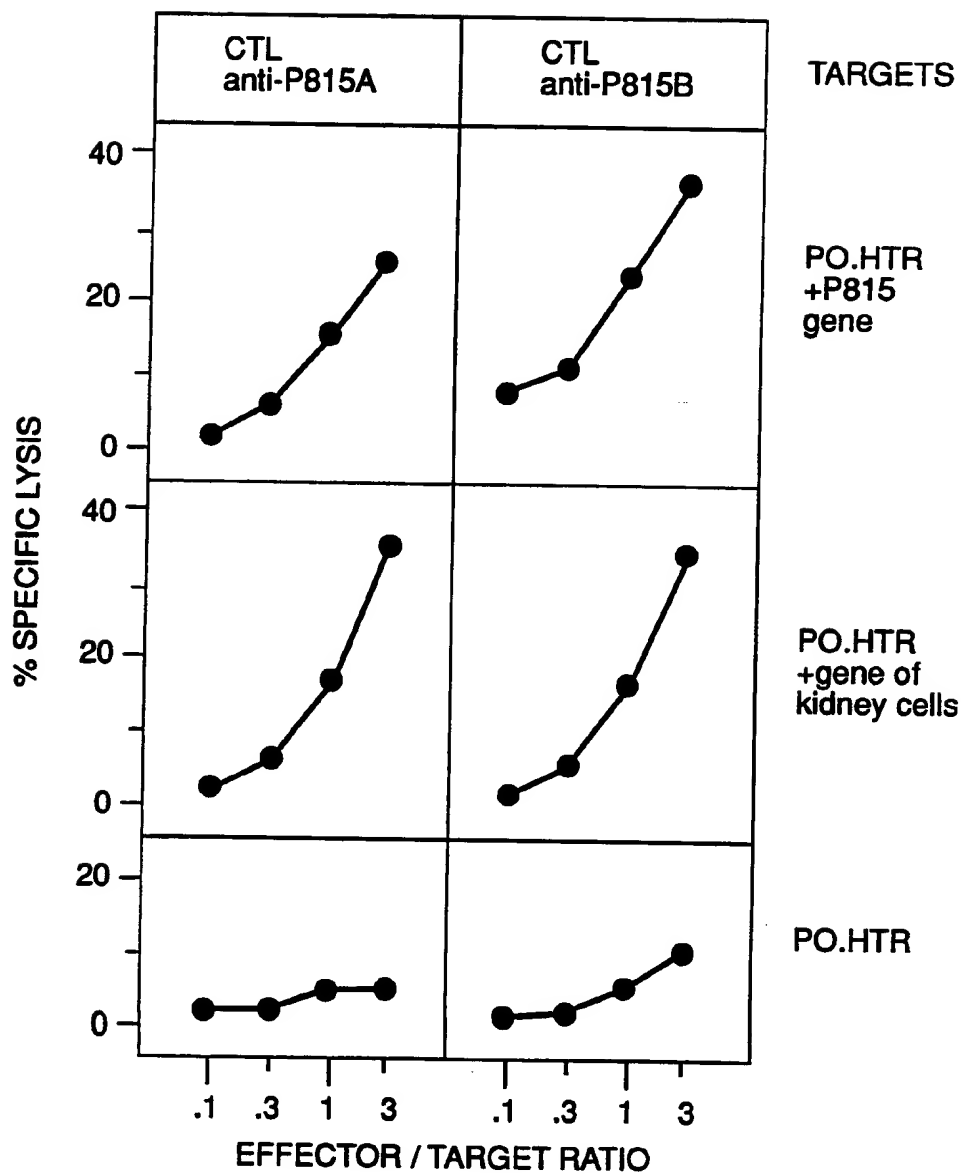 CTL
anti-P815A
CTL
anti-P815B
TARGETS
% SPECIFIC LYSIS
40
20
0
PO.HTR
+P815
gene
40
20
0
PO.HTR
+gene of
kidney cells
20
0
PO.HTR
.1 .3 1 3
.1 .3 1 3
EFFECTOR / TARGET RATIO